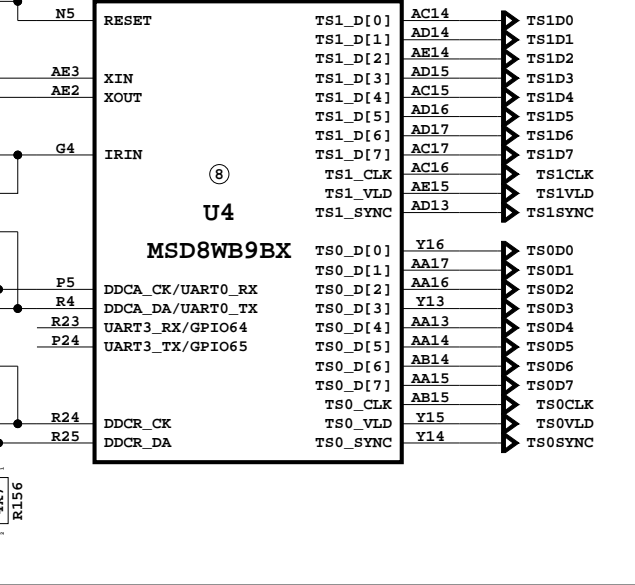 N5 RESET TS1_D[0] AC14 TS1D0
TS1_D[1] AD14 TS1D1
TS1_D[2] AE14 TS1D2
AE3 XIN TS1_D[3] AD15 TS1D3
AE2 XOUT TS1_D[4] AC15 TS1D4
TS1_D[5] AD16 TS1D5
TS1_D[6] AD17 TS1D6
G4 IRIN TS1_D[7] AC17 TS1D7
8 TS1_CLK AC16 TS1CLK
TS1_VLD AE15 TS1VLD
U4 TS1_SYNC AD13 TS1SYNC
MSD8WB9BX TS0_D[0] Y16 TS0D0
TS0_D[1] AA17 TS0D1
P5 DDCA_CK/UART0_RX TS0_D[2] AA16 TS0D2
R4 DDCA_DA/UART0_TX TS0_D[3] Y13 TS0D3
R23 UART3_RX/GPIO64 TS0_D[4] AA13 TS0D4
P24 UART3_TX/GPIO65 TS0_D[5] AA14 TS0D5
TS0_D[6] AB14 TS0D6
TS0_D[7] AA15 TS0D7
TS0_CLK AB15 TS0CLK
R24 DDCR_CK TS0_VLD Y15 TS0VLD
R25 DDCR_DA TS0_SYNC Y14 TS0SYNC
R156